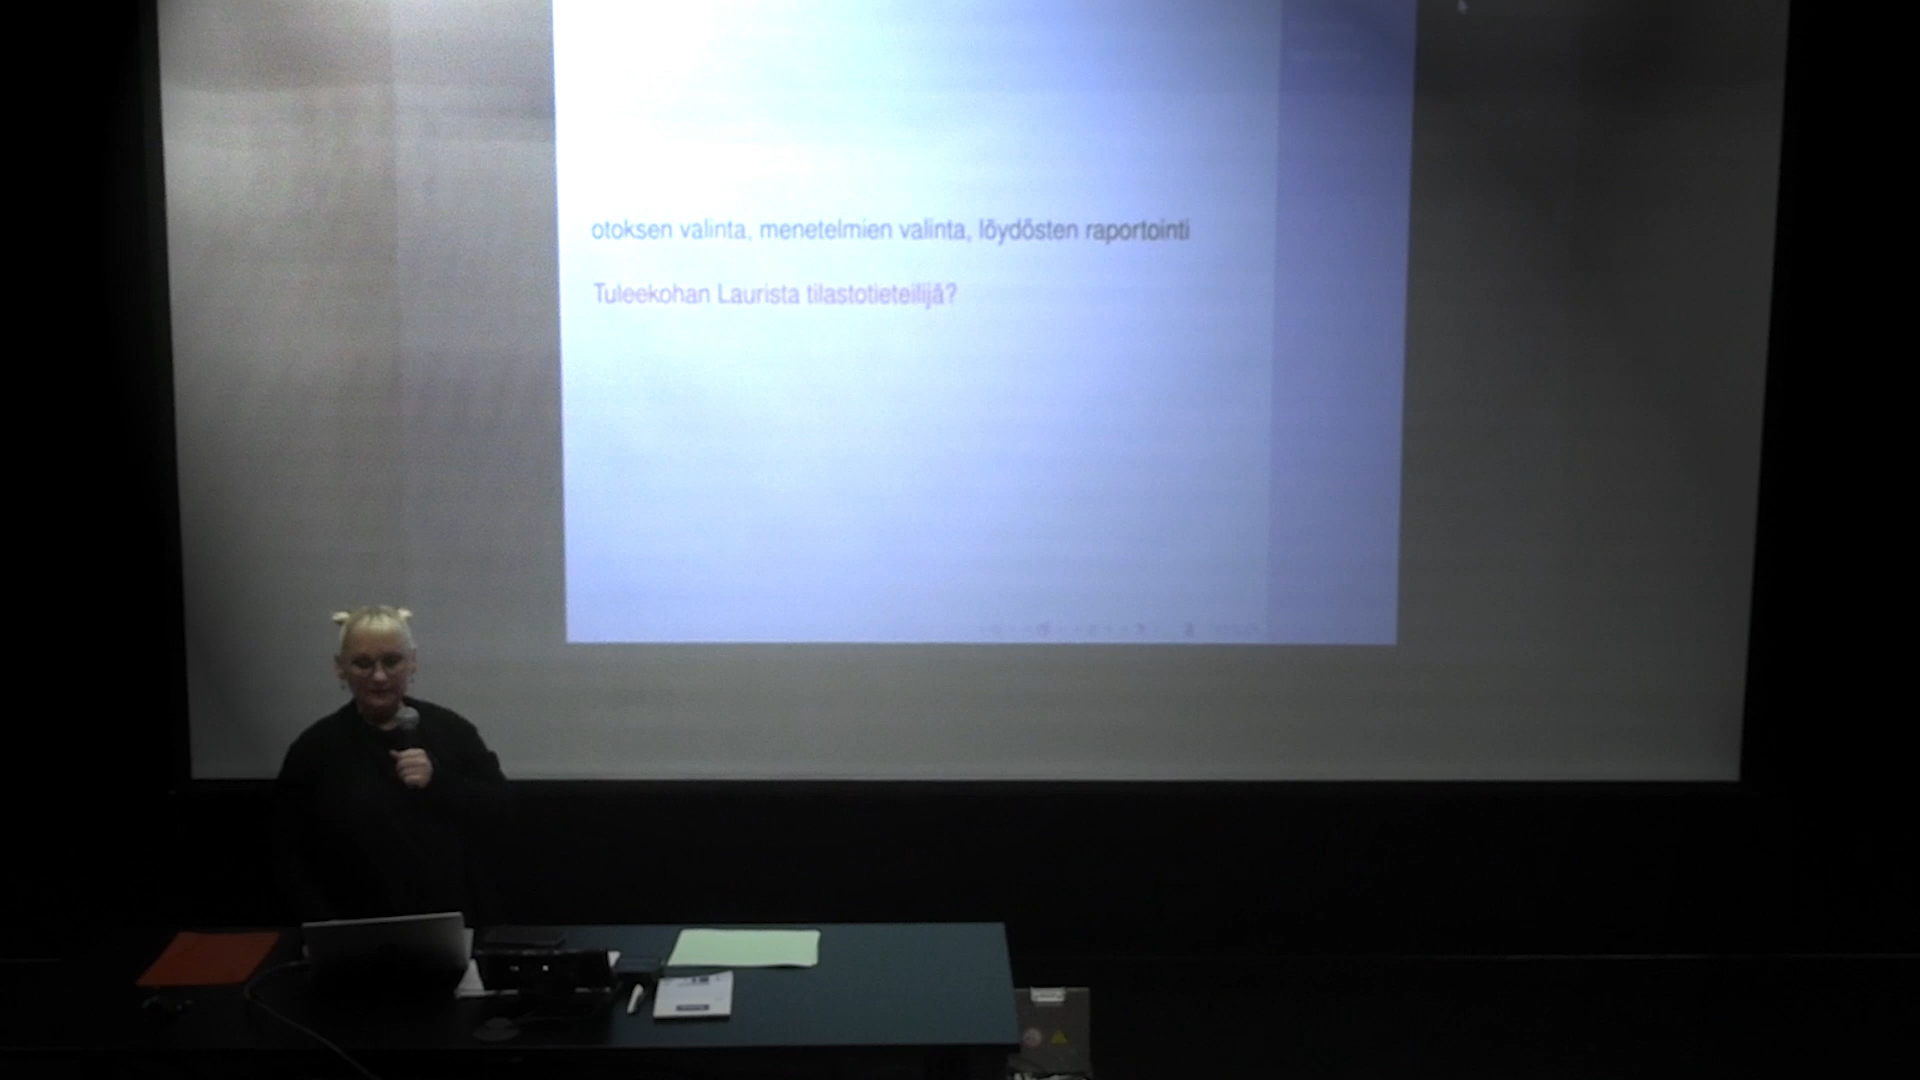 otoksen valinta, menetelmien valinta, löydösten raportointi
Tuleekohan Laurista tilastotieteilijä?